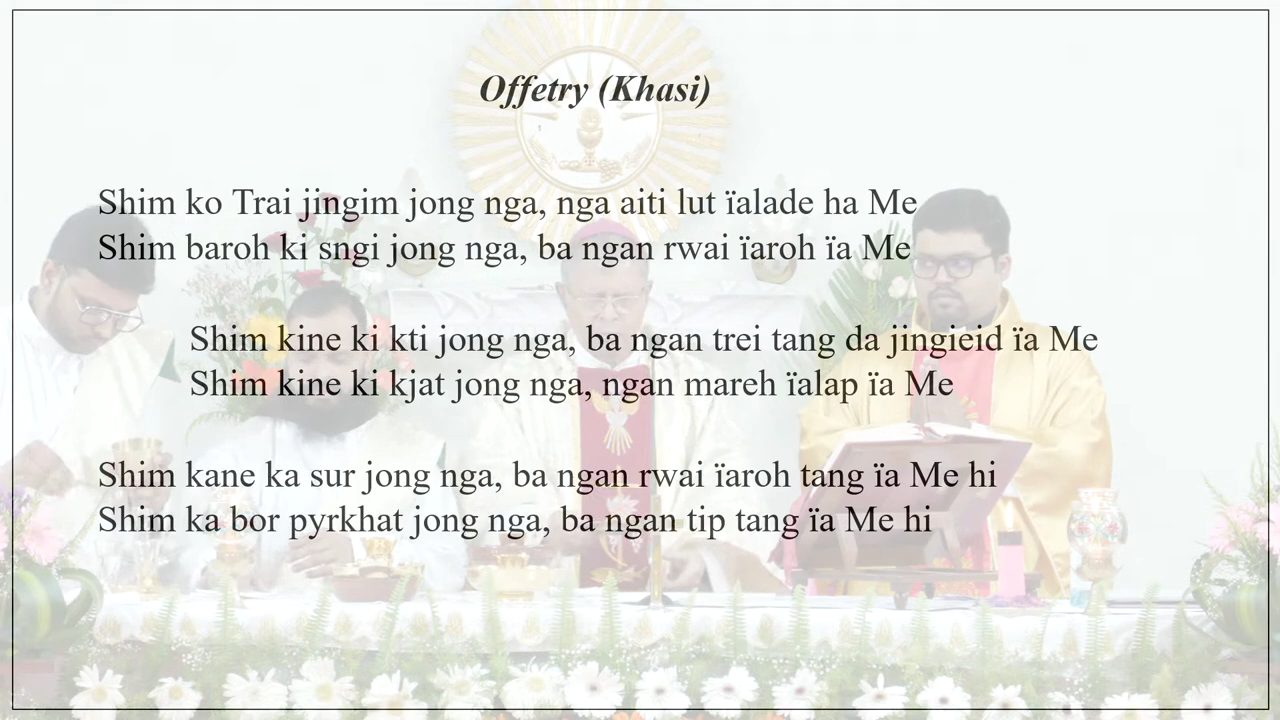 Offetry (Khasi)
Shim ko Trai jingim jong nga, nga aiti lut ïalade ha Me
Shim baroh ki sngi jong nga, ba ngan rwai ïaroh ïa Me
Shim kine ki kti jong nga, ba ngan trei tang da jingieid ïa Me
Shim kine ki kjat jong nga, ngan mareh ïalap ïa Me
Shim kane ka sur jong nga, ba ngan rwai ïaroh tang ïa Me hi
Shim ka bor pyrkhat jong nga, ba ngan tip tang ïa Me hi